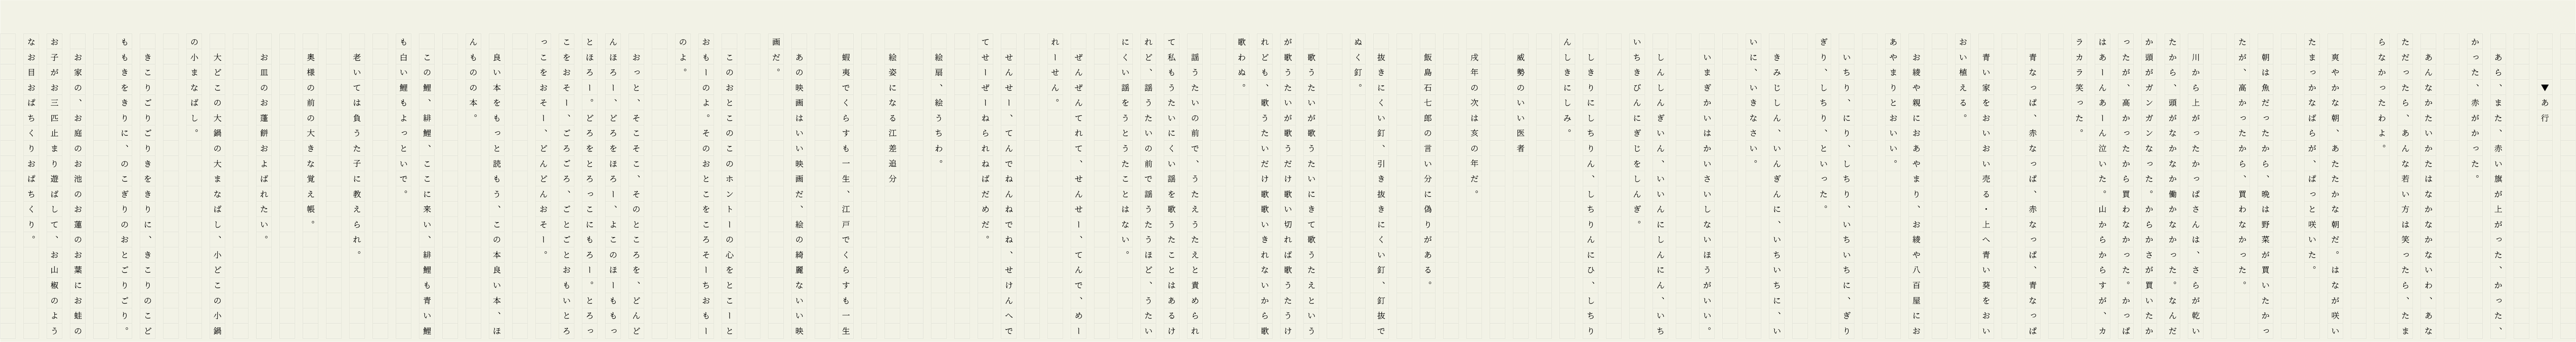 ▼あ行
あら、また、赤い旗が上がった、かった、
かった、赤がかった。
あんなかたいかたはなかなかないわ、あな
ただったら、あんな若い方は笑ったら、たま
らなかったわよ。
爽やかな朝、あたたかな朝だ。はなが咲い
たまっかなばらが、ぱっと咲いた。
朝は魚だったから、晩は野菜が買いたかっ
たが、高かったから、買わなかった。
川から上がったかっぱさんは、さらが乾い
たから、頭がなかなか働かなかった。なんだ
か頭がガンガンなった。からかさが買いたか
ったが、高かったから買わなかった。かっぱ
はあーんあーん泣いた。山からからすが、カ
ラカラ笑った。
青なっぱ、赤なっぱ、赤なっぱ、青なっぱ
青い家をおいおい売る・上へ青い葵をおい
おい植える。
お綾や親におあやまり、お綾や八百屋にお
あやまりとおいい。
いちり、にり、しちり、いちいちに、ぎり
ぎり、しちり、といった。
きみじしん、いんぎんに、いちいちに、い
いに、いきなさい。
いまぎかいはかいさいしないほうがいい。
しんしんぎいん、いいんにしんにん、いち
いちきびんにぎじをしんぎ。
しきりにしちりん、しちりんにひ、しちり
んしきにしみ。
威勢のいい医者
戌年の次は亥の年だ。
飯島石七郎の言い分に偽りがある。
抜きにくい釘、引き抜きにくい釘、釘抜で
ぬく釘。
歌うたいが歌うたいにきて歌うたえという
が歌うたいが歌うだけ歌い切れば歌うたうけ
れども、歌うたいだけ歌歌いきれないから歌
歌わぬ。
謡うたいの前で、うたえうたえと責められ
て私もうたいにくい謡を歌うたことはあるけ
れど、謡うたいの前で謡うたうほど、うたい
にくい謡をうとうたことはない。
ぜんぜんてれて、せんせー、てんで、めー
れーせん。
せんせー、てんでねんねでね、せけんへで
てせーぜーねられねばだめだ。
絵扇、絵うちわ。
絵姿になる江差追分
蝦夷でくらすも一生、江戸でくらすも一生
あの映画はいい映画だ、絵の綺麗ないい映
画だ。
このおとこのこのホントーの心をとこーと
おもーのよ。そのおとこをころそーちおもー
のよ。
おっと、そこそこ、そのところを、どんど
んほろー、どろをほろー、よこのほーももっ
とほろー。どろをとろっこにもろー。とろっ
こをおそー、ごろごろ、ごとごとおもいとろ
っこをおそー、どんどんおそー。
良い本をもっと読もう、この本良い本、ほ
んものの本。
この鯉、緋鯉、ここに来い、緋鯉も青い鯉
も白い鯉もよっといで。
老いては負うた子に教えられ。
奥様の前の大きな覚え帳。
お皿のお蓬餅およばれたい。
大どこの大鍋の大まなばし、小どこの小鍋
の小まなばし。
きこりごりごりきをきりに、きこりのこど
ももきをきりに、のこぎりのおとごりごり。
お家の、お庭のお池のお蓮のお葉にお蛙の
お子がお三匹止まり遊ばして、お山椒のよう
なお目おぱちくりおぱちくり。